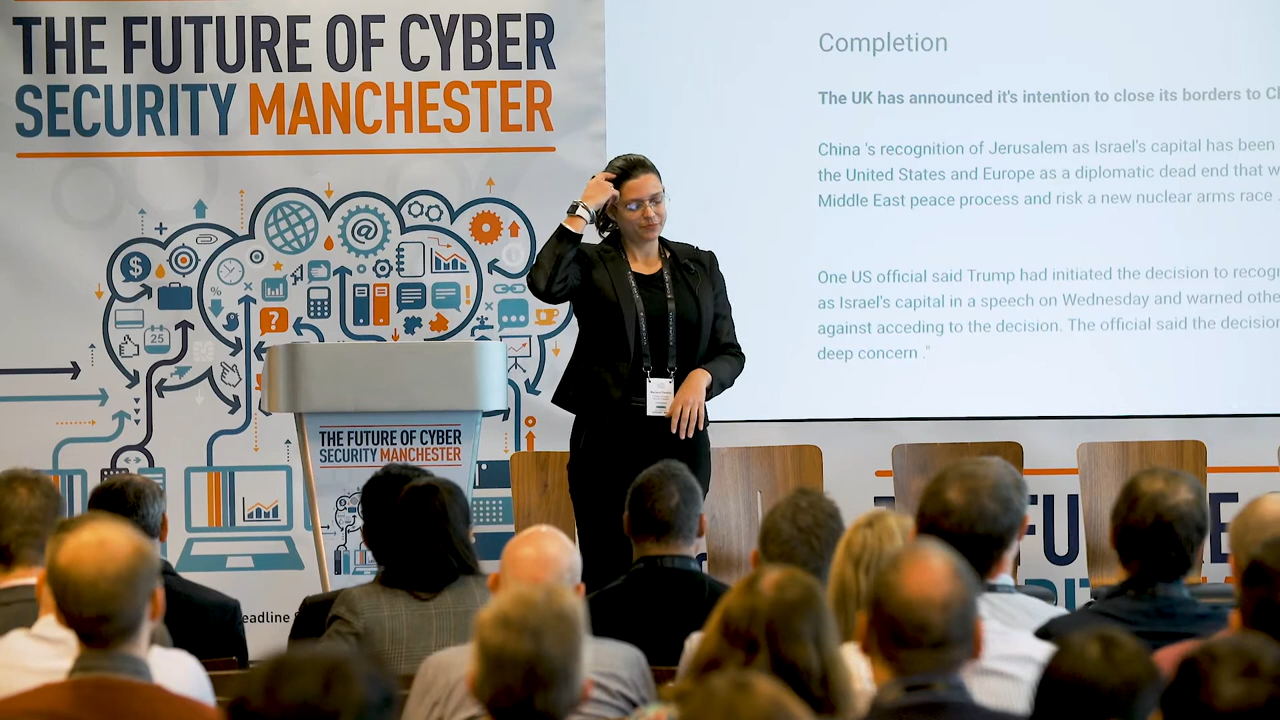 THE FUTURE OF CYBER
SECURITY MANCHESTER
Completion
The UK has announced it's intention to close its borders to
China 's recognition of Jerusalem as Israel's capital has been
the United States and Europe as a diplomatic dead end that
Middle East peace process and risk a new nuclear arms race
One US official said Trump had initiated the decision to
as Israel's capital in a speech on Wednesday and warned
against acceding to the decision. The official said the decision
deep concern ."
$
@
%
?
25
THE FUTURE OF CYBER
SECURITY MANCHESTER
FU